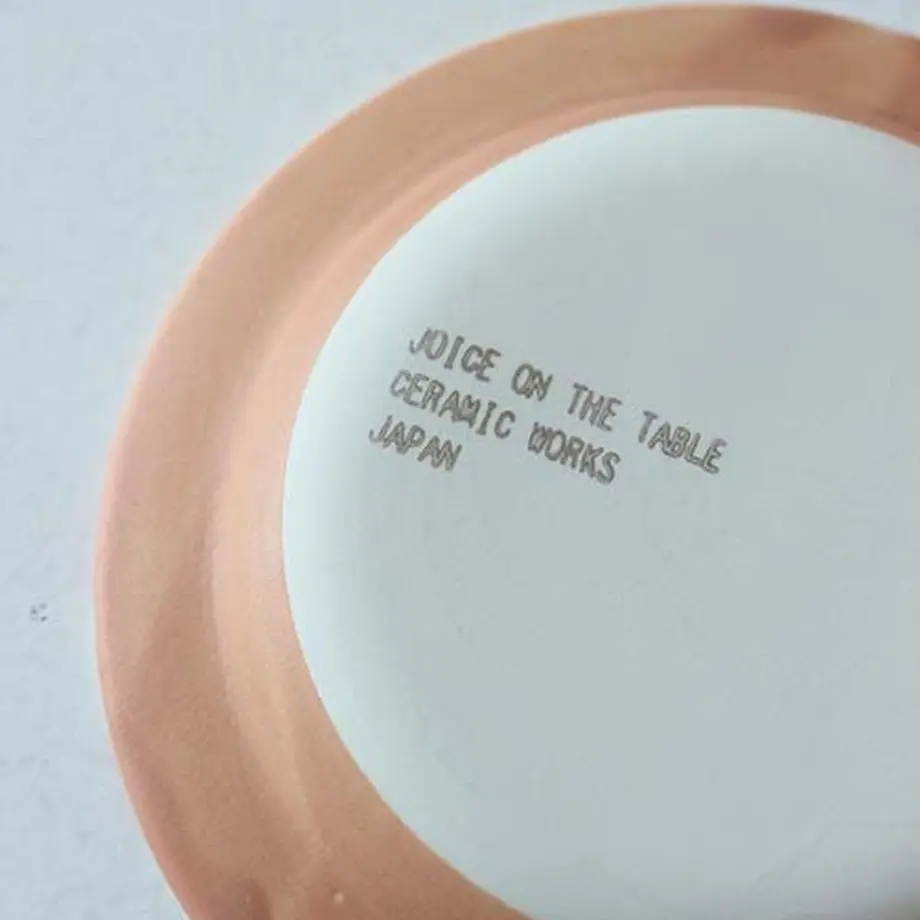 JOICE ON THE TABLE
CERAMIC WORKS
JAPAN